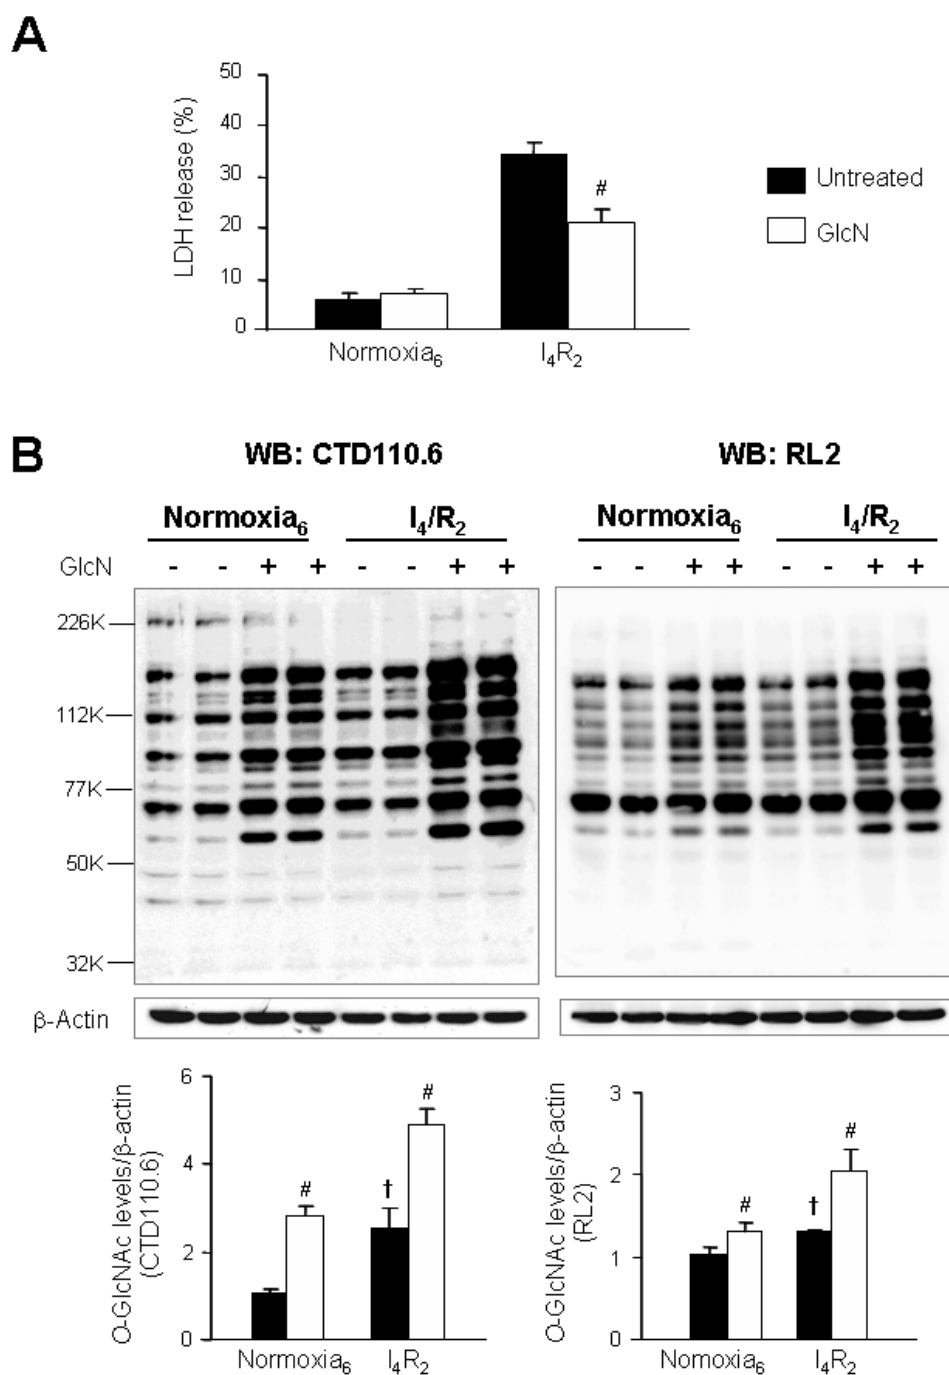 A
50
40
30
20
10
0
LDH release (%)
#
Untreated
GlcN
Normoxia₆
I₄R₂
B
WB: CTD110.6
WB: RL2
Normoxia₆
I₄/R₂
Normoxia₆
I₄/R₂
GlcN
- - + + - - + +
- - + + - - + +
226K
112K
77K
50K
32K
β-Actin
O-GlcNAc levels/β-actin
(CTD110.6)
6
4
2
0
#
†
#
Normoxia₆
I₄R₂
O-GlcNAc levels/β-actin
(RL2)
3
2
1
0
#
†
#
Nomoxia₆
I₄R₂